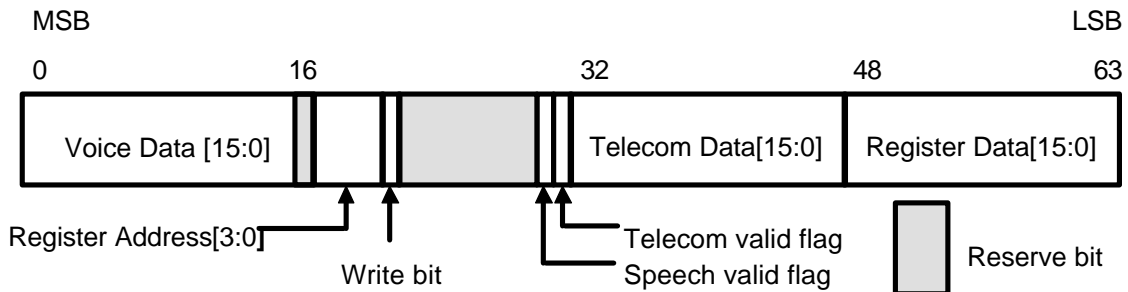 MSB LSB
0 16 32 48 63
Voice Data [15:0] Telecom Data[15:0] Register Data[15:0]
Register Address[3:0]
Write bit
Telecom valid flag
Speech valid flag
Reserve bit